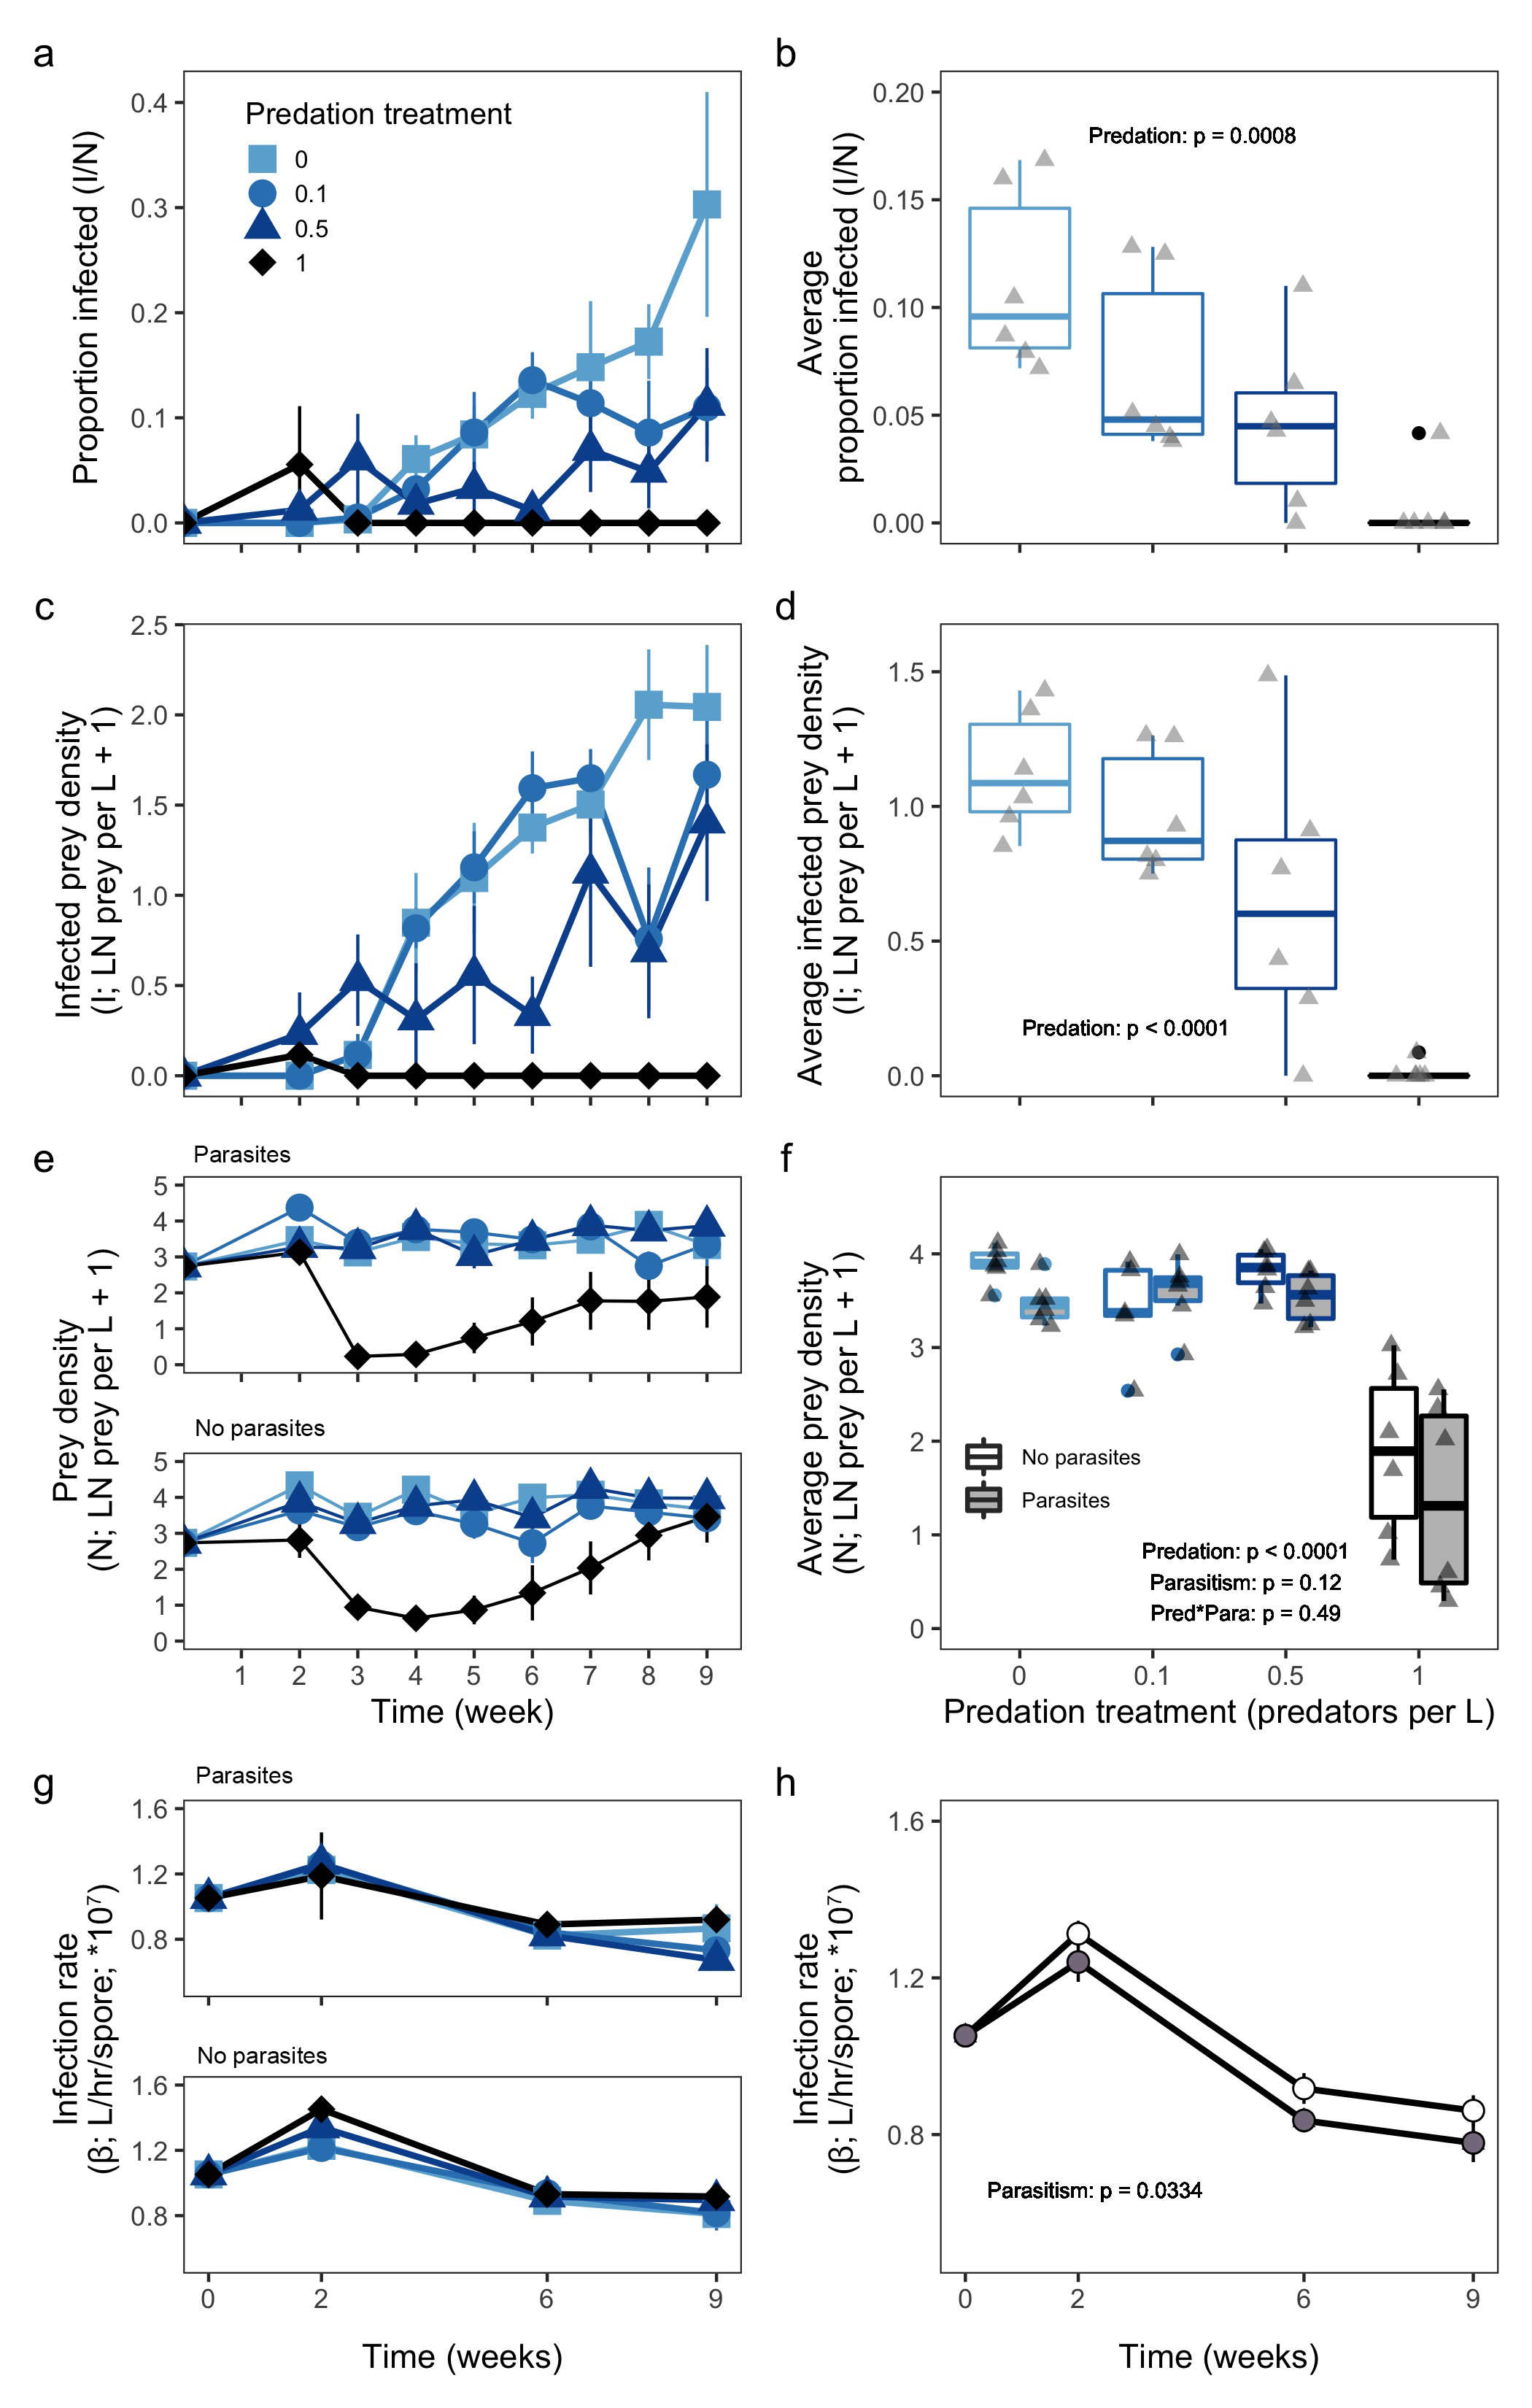 a
Proportion infected (I/N)
0.4
0.3
0.2
0.1
0.0
Predation treatment
0
0.1
0.5
1
b
Average
proportion infected (I/N)
0.20
0.15
0.10
0.05
0.00
Predation: p = 0.0008
c
Infected prey density
(I; LN prey per L + 1)
2.5
2.0
1.5
1.0
0.5
0.0
d
Average infected prey density
(I; LN prey per L + 1)
1.5
1.0
0.5
0.0
Predation: p < 0.0001
e
Prey density
(N; LN prey per L + 1)
Parasites
5
4
3
2
1
0
No parasites
5
4
3
2
1
0
1 2 3 4 5 6 7 8 9
Time (week)
f
Average prey density
(N; LN prey per L + 1)
4
3
2
1
0
No parasites
Parasites
Predation: p < 0.0001
Parasitism: p = 0.12
Pred*Para: p = 0.49
0 0.1 0.5 1
Predation treatment (predators per L)
g
Infection rate
(β; L/hr/spore; *10⁷)
Parasites
1.6
1.2
0.8
No parasites
1.6
1.2
0.8
0 2 6 9
Time (weeks)
h
Infection rate
(β; L/hr/spore; *10⁷)
1.6
1.2
0.8
Parasitism: p = 0.0334
0 2 6 9
Time (weeks)